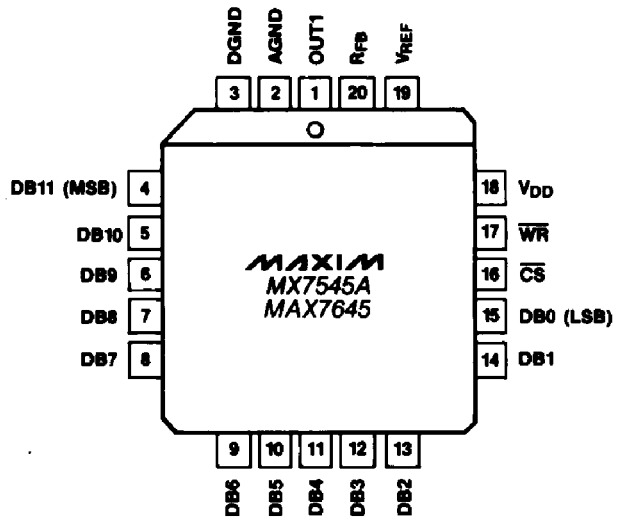 DGND AGND OUT1 RFB VREF
3 2 1 20 19
DB11 (MSB) 4 18 VDD
DB10 5 17 WR
DB9 6 16 CS
DB8 7 15 DB0 (LSB)
DB7 8 14 DB1
MAXIM
MX7545A
MAX7645
9 10 11 12 13
DB6 DB5 DB4 DB3 DB2